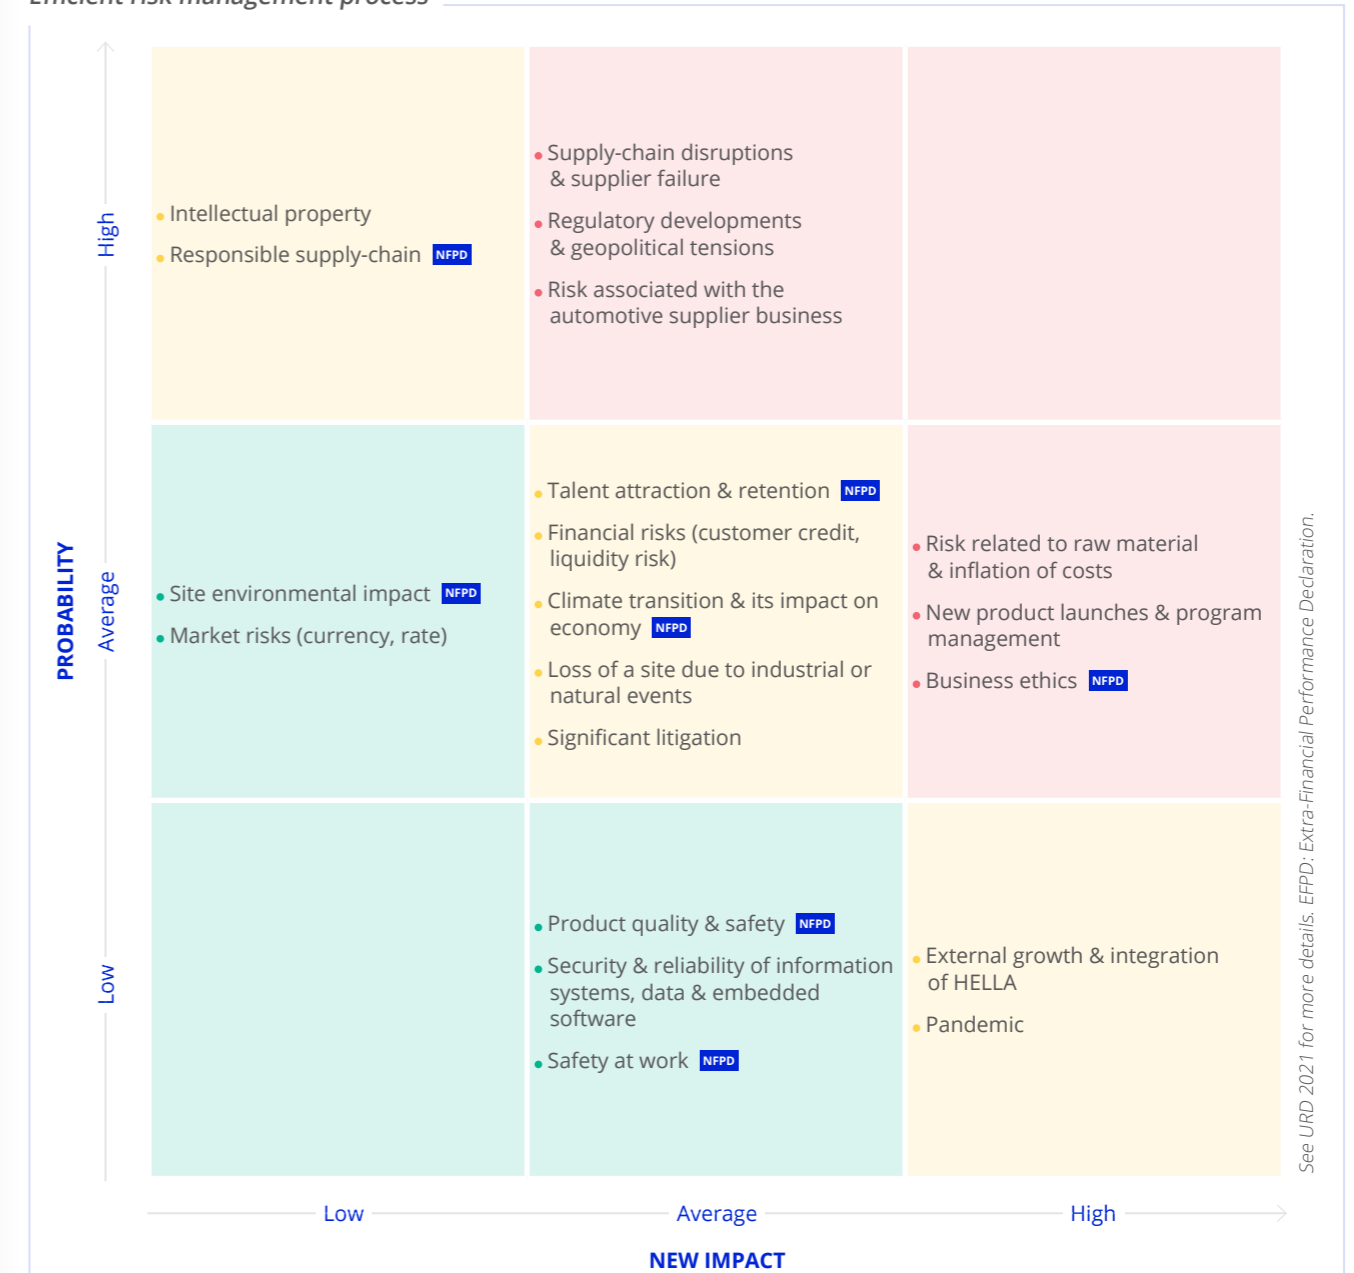 Efficient risk management process
High
• Intellectual property
• Responsible supply-chain NFPD
• Supply-chain disruptions
& supplier failure
• Regulatory developments
& geopolitical tensions
• Risk associated with the
automotive supplier business
PROBABILITY
Average
• Site environmental impact NFPD
• Market risks (currency, rate)
• Talent attraction & retention NFPD
• Financial risks (customer credit,
liquidity risk)
• Climate transition & its impact on
economy NFPD
• Loss of a site due to industrial or
natural events
• Significant litigation
• Risk related to raw material
& inflation of costs
• New product launches & program
management
• Business ethics NFPD
Low
• Product quality & safety NFPD
• Security & reliability of information
systems, data & embedded
software
• Safety at work NFPD
• External growth & integration
of HELLA
• Pandemic
See URD 2021 for more details. EFPD: Extra-Financial Performance Declaration.
Low
Average
High
NEW IMPACT